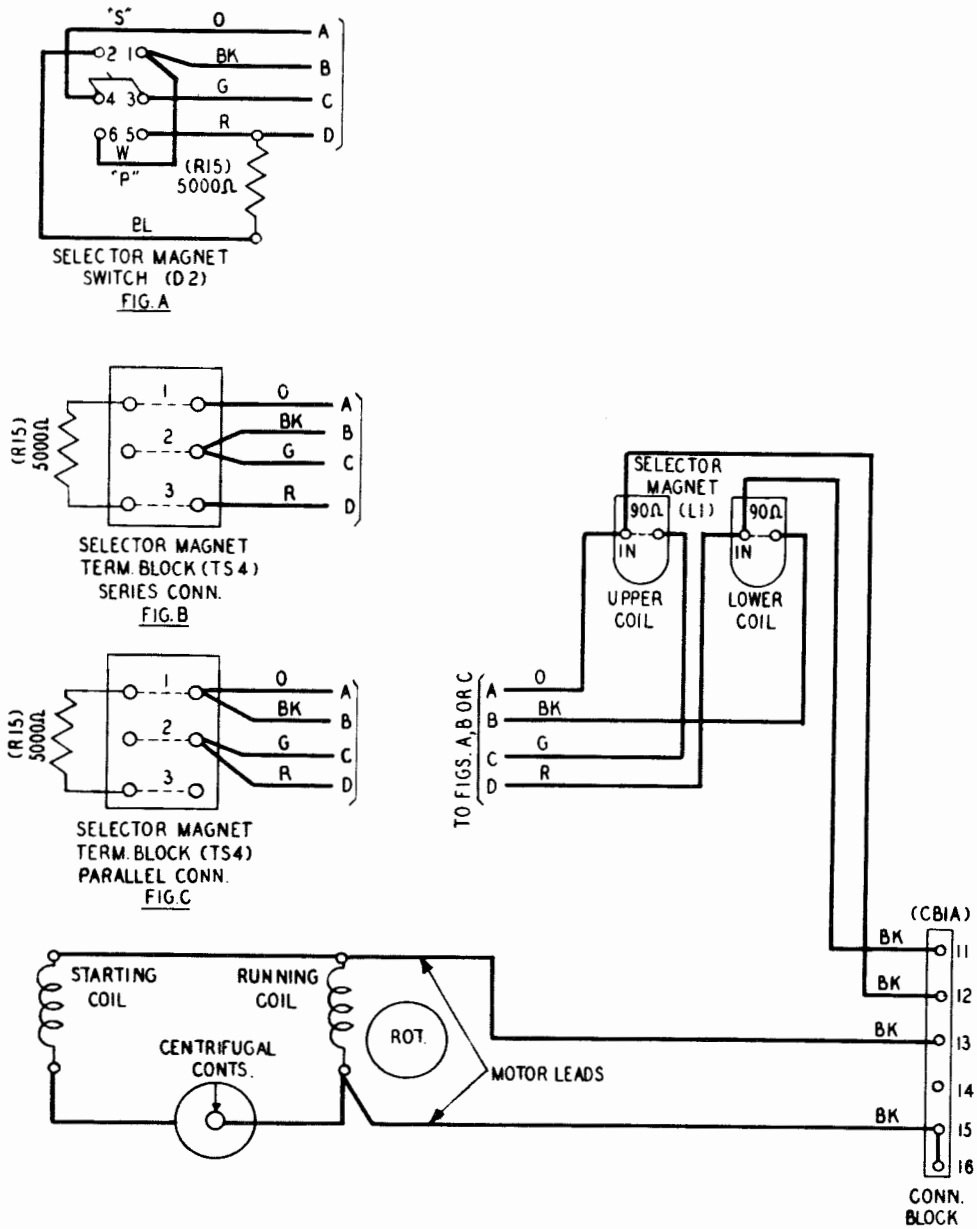 "S"
O
A
2 1
BK
B
G
4 3
C
R
6 5
D
W
"P"
(R15)
5000Ω
BL
SELECTOR MAGNET
SWITCH (D2)
FIG.A
1
O
A
BK
B
2
G
C
(R15)
5000Ω
3
R
D
SELECTOR MAGNET
TERM. BLOCK (TS4)
SERIES CONN.
FIG.B
1
O
A
BK
B
2
G
C
(R15)
5000Ω
R
D
3
SELECTOR MAGNET
TERM. BLOCK (TS4)
PARALLEL CONN.
FIG.C
SELECTOR
MAGNET
(L1)
90Ω
90Ω
IN
IN
UPPER
COIL
LOWER
COIL
TO FIGS. A, B OR C
A
O
B
BK
C
G
D
R
(CB1A)
BK
11
BK
12
BK
13
14
BK
15
16
CONN.
BLOCK
STARTING
COIL
RUNNING
COIL
ROT.
CENTRIFUGAL
CONTS.
MOTOR LEADS